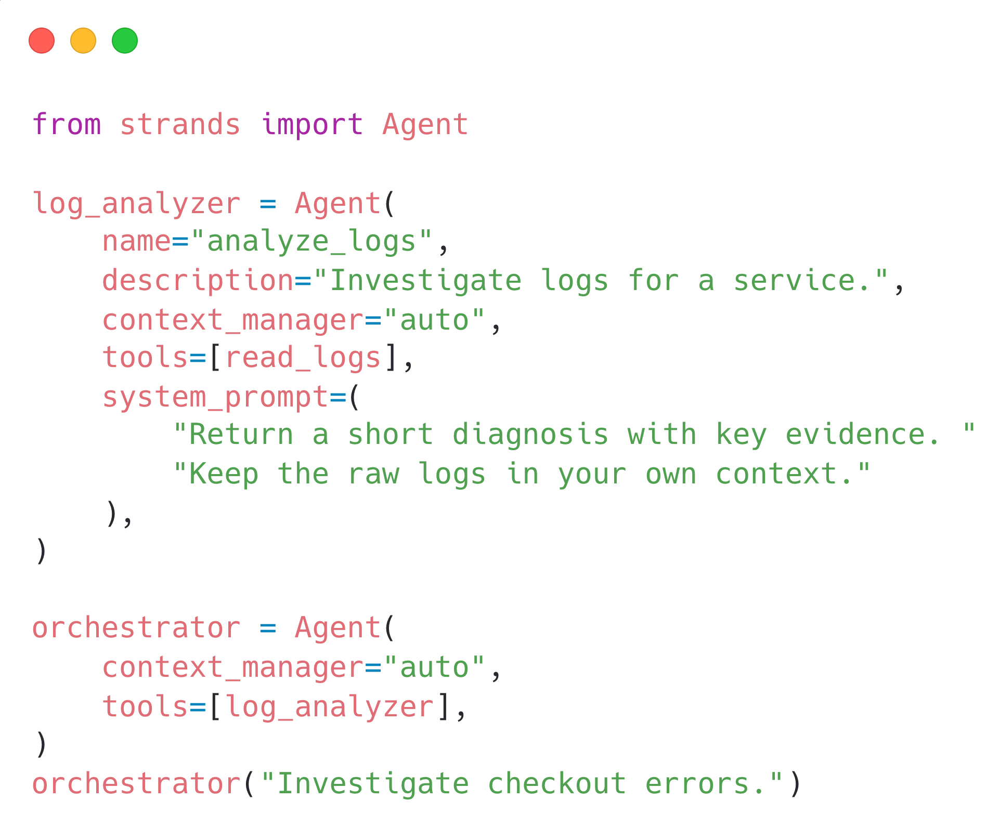 from strands import Agent

log_analyzer = Agent(
    name="analyze_logs",
    description="Investigate logs for a service.",
    context_manager="auto",
    tools=[read_logs],
    system_prompt=(
        "Return a short diagnosis with key evidence. "
        "Keep the raw logs in your own context."
    ),
)

orchestrator = Agent(
    context_manager="auto",
    tools=[log_analyzer],
)
orchestrator("Investigate checkout errors.")